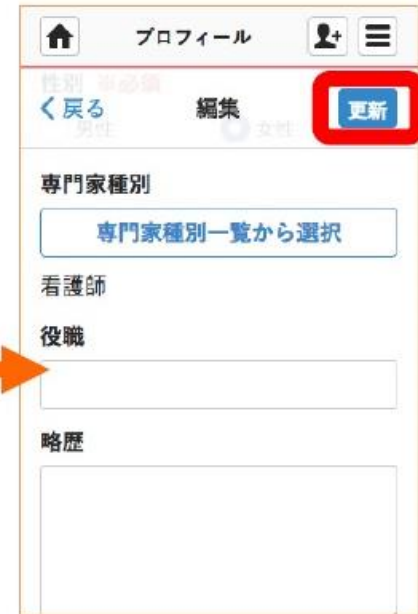 プロフィール
性別 ※必須
く戻る 編集 更新
男性 女性
専門家種別
専門家種別一覧から選択
看護師
役職
略歴